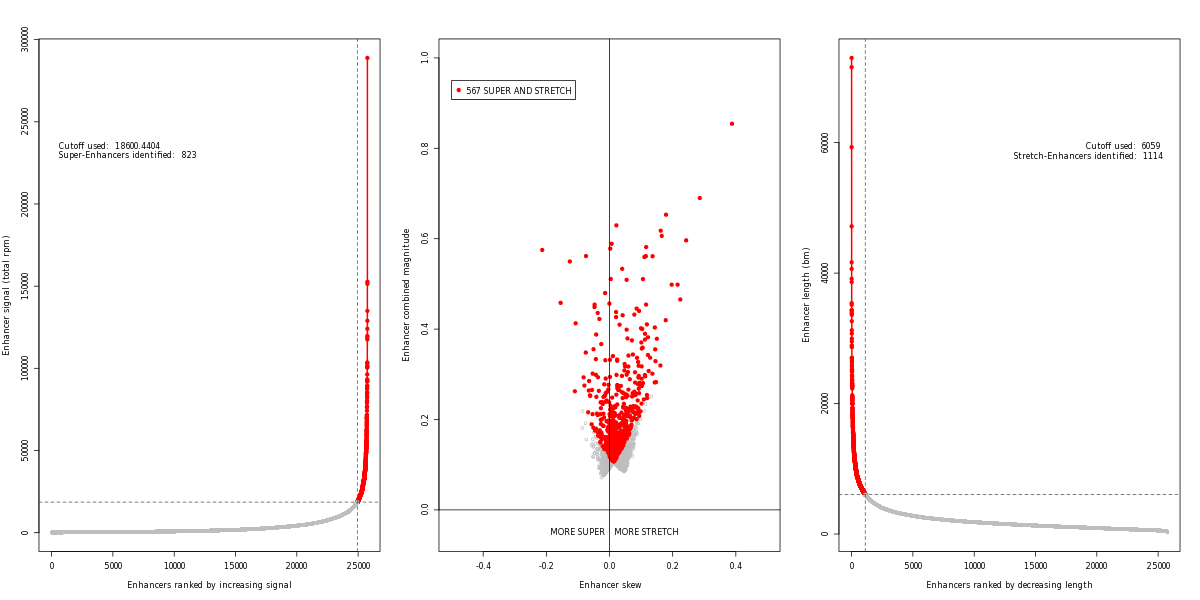 Enhancer signal (total rpm)
300000
250000
200000
150000
100000
50000
0
Cutoff used: 18600.4404
Super-Enhancers identified: 823
0 5000 10000 15000 20000 25000
Enhancers ranked by increasing signal
Enhancer combined magnitude
1.0
0.8
0.6
0.4
0.2
0.0
567 SUPER AND STRETCH
MORE SUPER MORE STRETCH
-0.4 -0.2 0.0 0.2 0.4
Enhancer skew
Enhancer length (bm)
60000
40000
20000
0
Cutoff used: 6059
Stretch-Enhancers identified: 1114
0 5000 10000 15000 20000 25000
Enhancers ranked by decreasing length